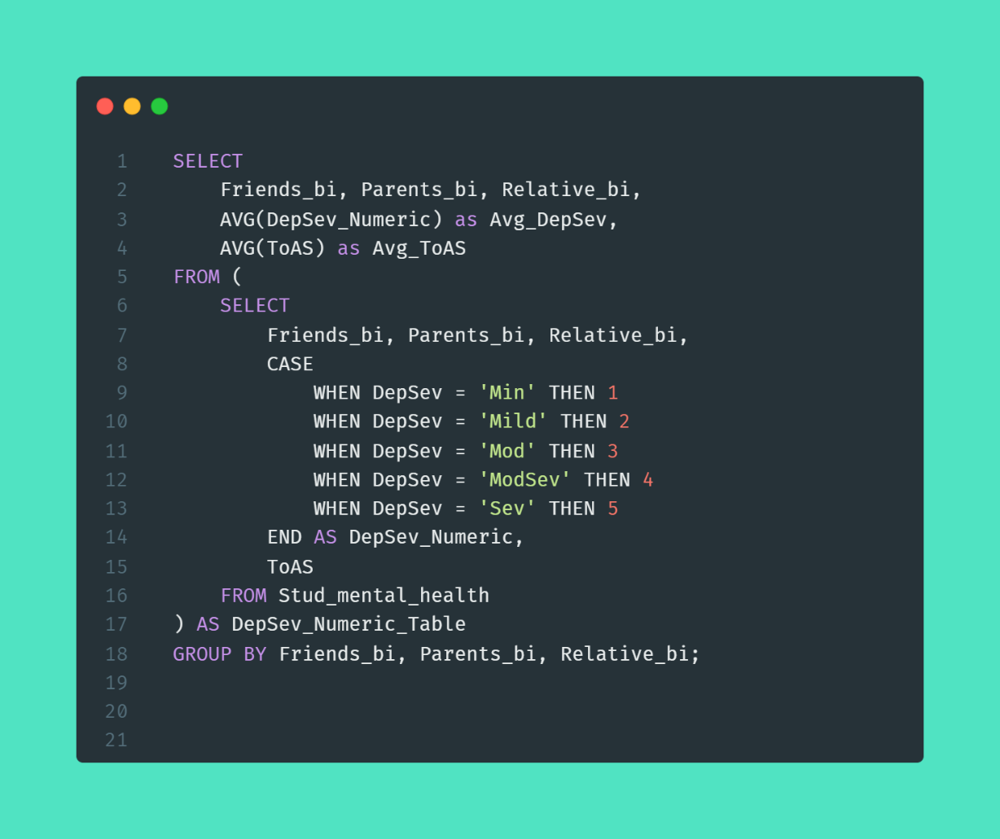 1 SELECT
2 Friends_bi, Parents_bi, Relative_bi,
3 AVG(DepSev_Numeric) as Avg_DepSev,
4 AVG(ToAS) as Avg_ToAS
5 FROM (
6 SELECT
7 Friends_bi, Parents_bi, Relative_bi,
8 CASE
9 WHEN DepSev = 'Min' THEN 1
10 WHEN DepSev = 'Mild' THEN 2
11 WHEN DepSev = 'Mod' THEN 3
12 WHEN DepSev = 'ModSev' THEN 4
13 WHEN DepSev = 'Sev' THEN 5
14 END AS DepSev_Numeric,
15 ToAS
16 FROM Stud_mental_health
17 ) AS DepSev_Numeric_Table
18 GROUP BY Friends_bi, Parents_bi, Relative_bi;
19
20
21